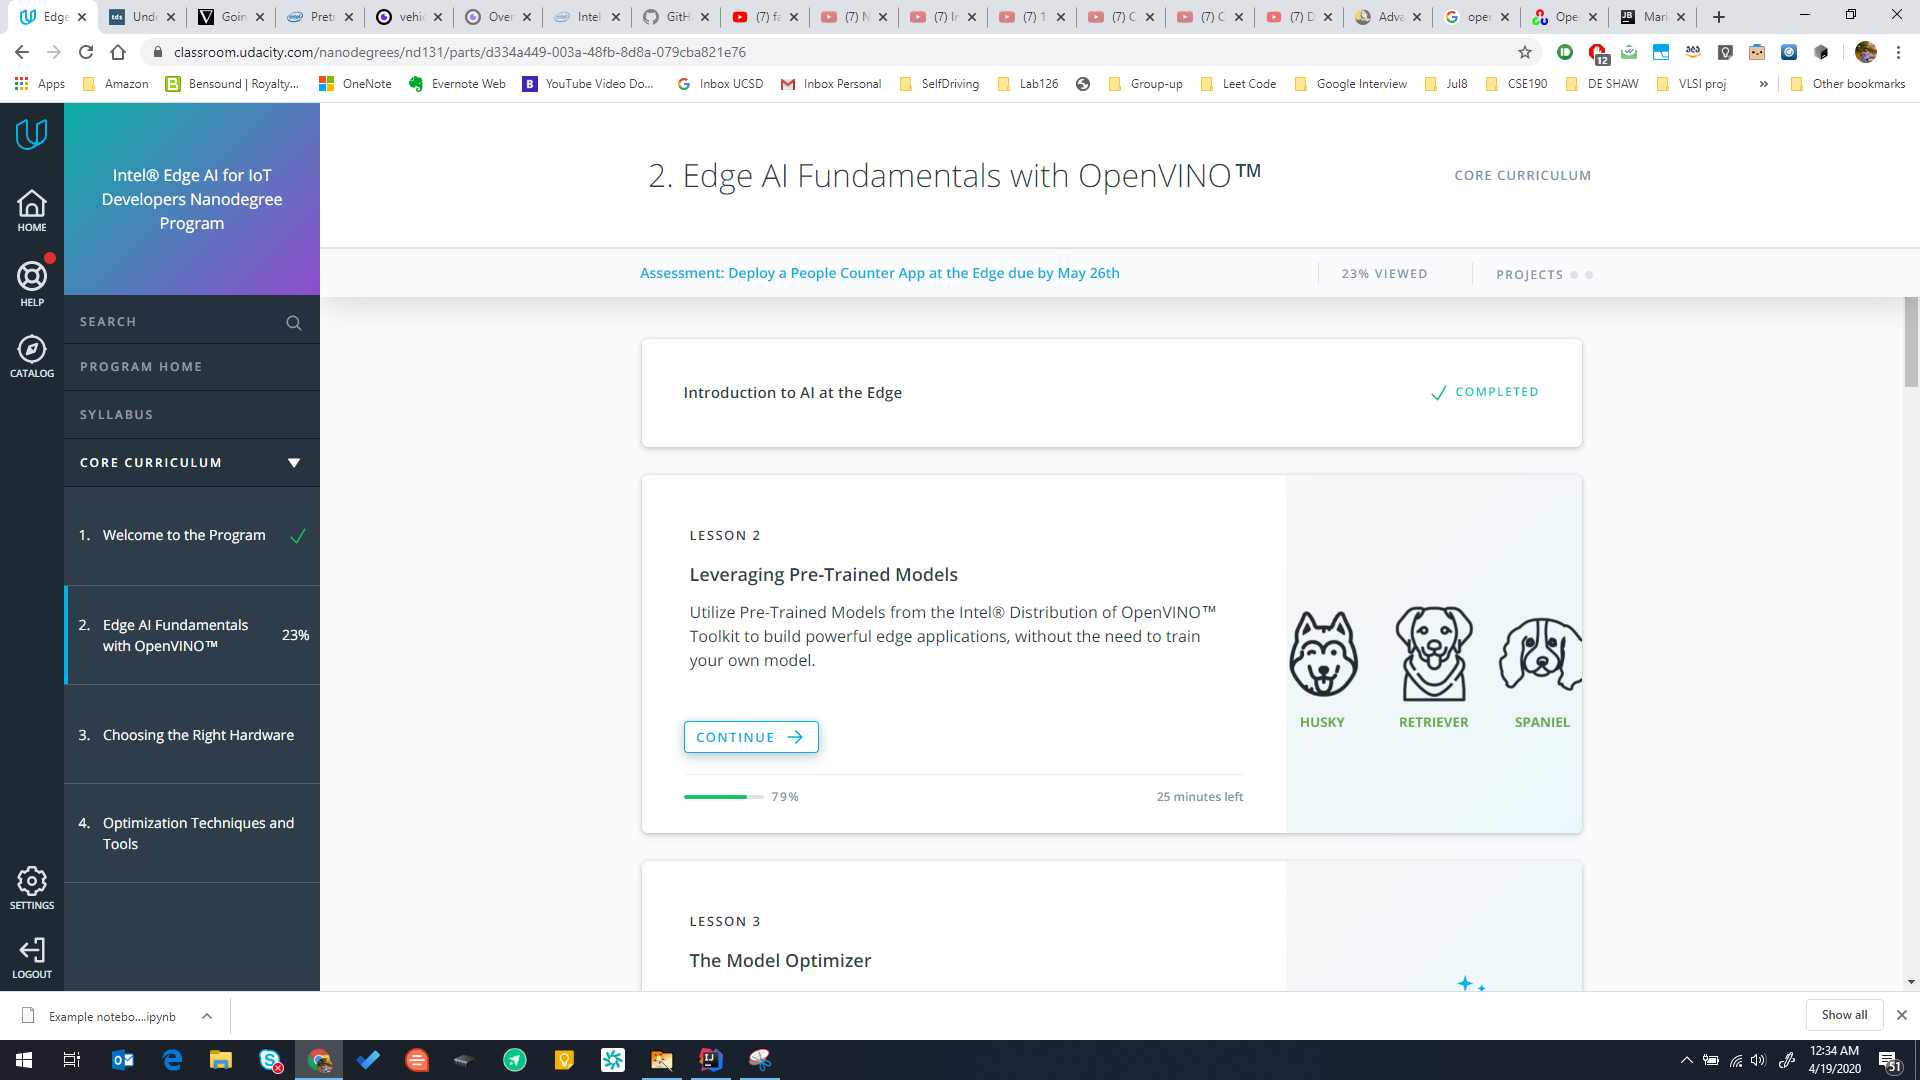 Edge
tds Unde
V Goin
Pretr
vehic
Over
Intel
GitH
(7) fa
(7) N
(7) Ir
(7) 1
(7) C
(7) C
(7) D
Adva
oper
Oper
JB Mark
classroom.udacity.com/nanodegrees/nd131/parts/d334a449-003a-48fb-8d8a-079cba821e76
12
Apps
Amazon
B Bensound | Royalty...
OneNote
Evernote Web
B YouTube Video Do...
G Inbox UCSD
Inbox Personal
SelfDriving
Lab126
Group-up
Leet Code
Google Interview
Jul8
CSE190
DE SHAW
VLSI proj
»
Other bookmarks
HOME
HELP
CATALOG
SETTINGS
LOGOUT
Intel® Edge AI for IoT
Developers Nanodegree
Program
SEARCH
PROGRAM HOME
SYLLABUS
CORE CURRICULUM
1. Welcome to the Program
2. Edge AI Fundamentals
with OpenVINO™
23%
3. Choosing the Right Hardware
4. Optimization Techniques and
Tools
2. Edge AI Fundamentals with OpenVINO™
CORE CURRICULUM
Assessment: Deploy a People Counter App at the Edge due by May 26th
23% VIEWED
PROJECTS
Introduction to AI at the Edge
COMPLETED
LESSON 2
Leveraging Pre-Trained Models
Utilize Pre-Trained Models from the Intel® Distribution of OpenVINO™
Toolkit to build powerful edge applications, without the need to train
your own model.
CONTINUE
79%
25 minutes left
HUSKY
RETRIEVER
SPANIEL
LESSON 3
The Model Optimizer
Example notebo....ipynb
Show all
12:34 AM
4/19/2020
51